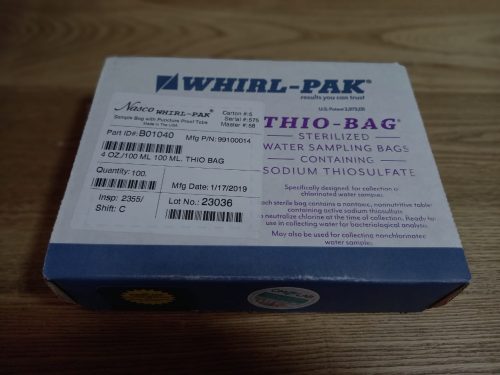 WHIRL-PAK®
results you can trust
U.S. Patent
Nasco WHIRL-PAK®
Sample Bag with Puncture Proof Tabs
Made in The USA
Carton #:5
Serial #:575
Master #:58
Part ID#:B01040
Mfg P/N: 99100014
4 OZ./100 ML 100 ML. THIO BAG
Quantity: 100.
Mfg Date: 1/17/2019
Insp: 2355/
Shift: C
Lot No.: 23036
THIO-BAG®
STERILIZED
WATER SAMPLING BAGS
CONTAINING
SODIUM THIOSULFATE
Specifically designed for collection o
chlorinated water samples.
Each sterile bag contains a nontoxic, nonnutritive table
containing active sodium thiosulfate
o neutralize chlorine at the time of collection. Ready fo
use in collecting water for bacteriological analysis.
May also be used for collecting nonchlorinated
water samples.